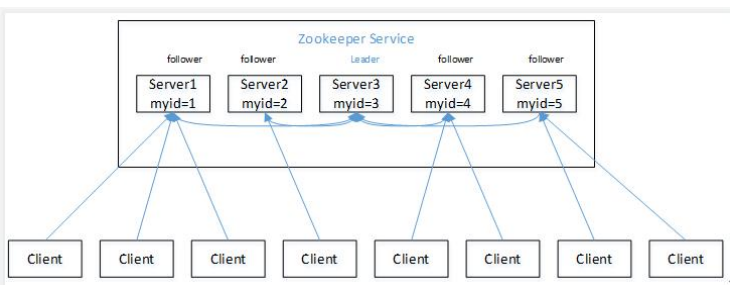 Zookeeper Service
follower follower Leader follower follower
Server1 Server2 Server3 Server4 Server5
myid=1 myid=2 myid=3 myid=4 myid=5
Client Client Client Client Client Client Client Client